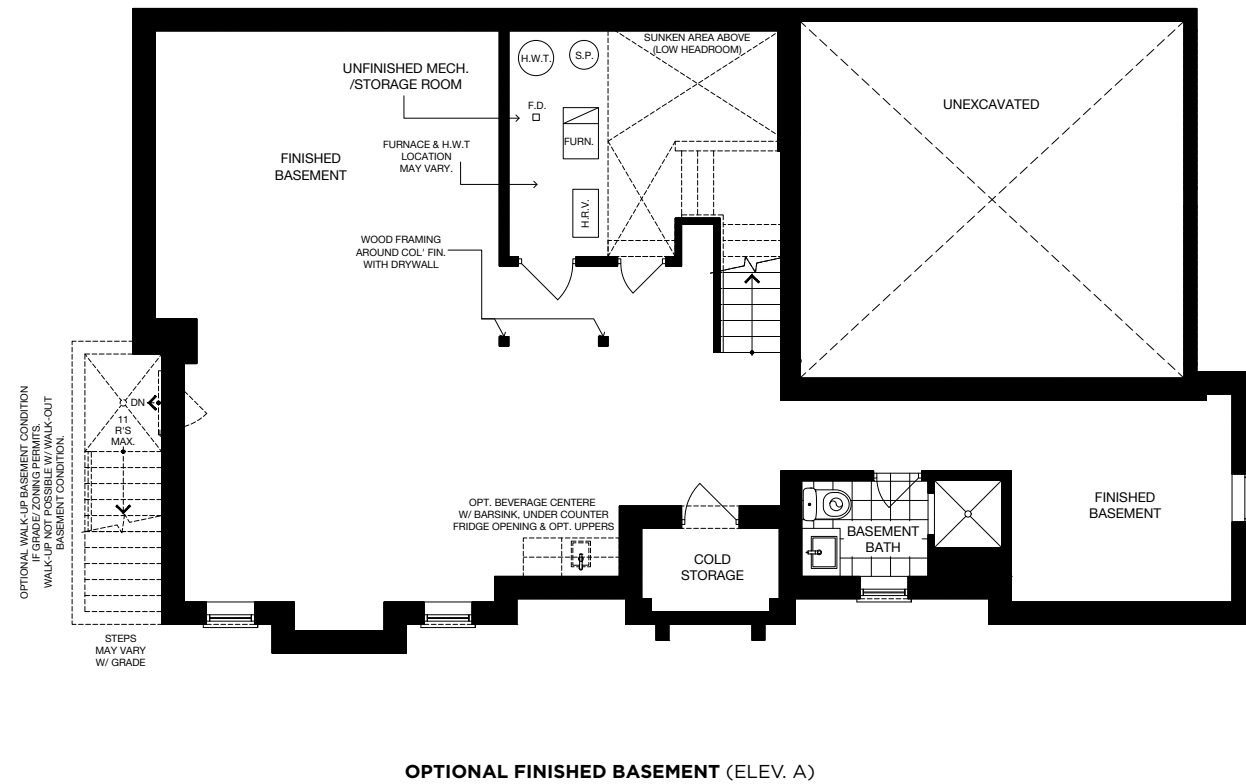 SUNKEN AREA ABOVE
(LOW HEADROOM)
H.W.T.
S.P.
UNFINISHED MECH.
/STORAGE ROOM
F.D.
UNEXCAVATED
FURN.
FURNACE & H.W.T
LOCATION
MAY VARY.
FINISHED
BASEMENT
H.R.V.
WOOD FRAMING
AROUND COL' FIN.
WITH DRYWALL
OPTIONAL WALK-UP BASEMENT CONDITION
IF GRADE/ ZONING PERMITS.
WALK-UP NOT POSSIBLE W/ WALK-OUT
BASEMENT CONDITION.
DN
11
R'S
MAX.
OPT. BEVERAGE CENTERE
W/ BARSINK, UNDER COUNTER
FRIDGE OPENING & OPT. UPPERS
FINISHED
BASEMENT
BASEMENT
BATH
COLD
STORAGE
STEPS
MAY VARY
W/ GRADE
OPTIONAL FINISHED BASEMENT (ELEV. A)